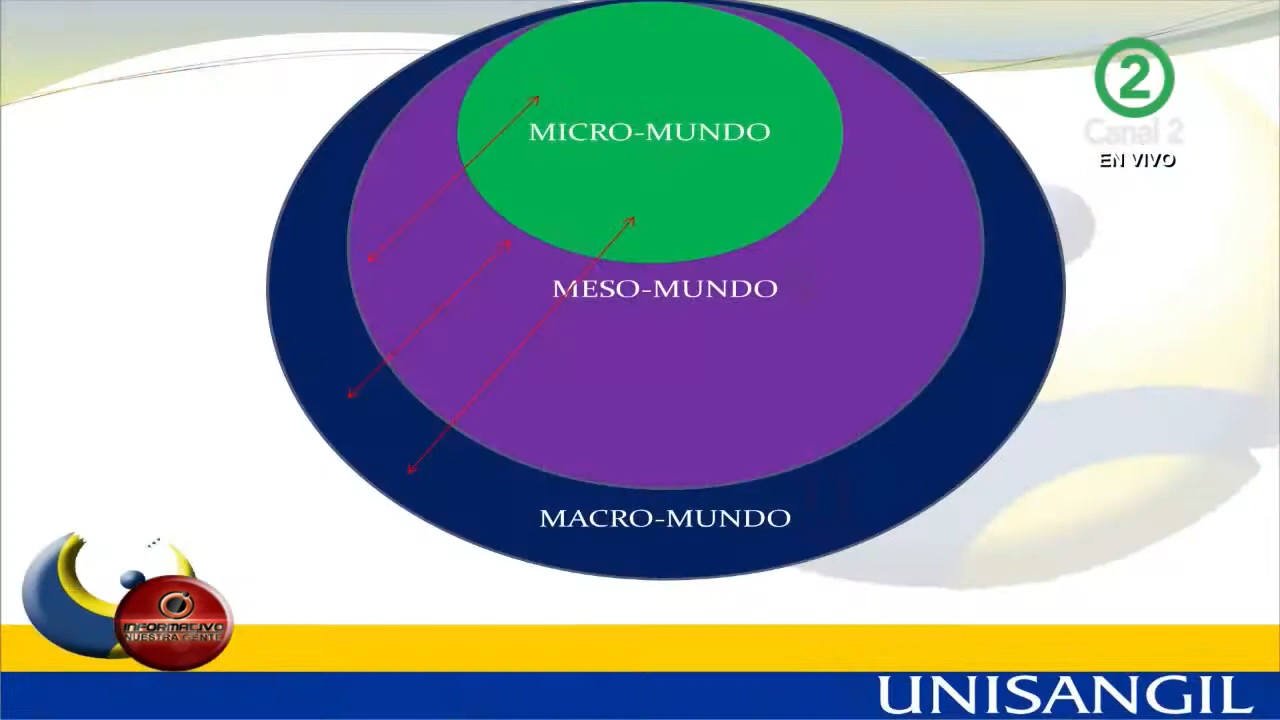 2
Canal 2
EN VIVO
MICRO-MUNDO
MESO-MUNDO
MACRO-MUNDO
INFORMATIVO
NUESTRA GENTE
UNISANGIL